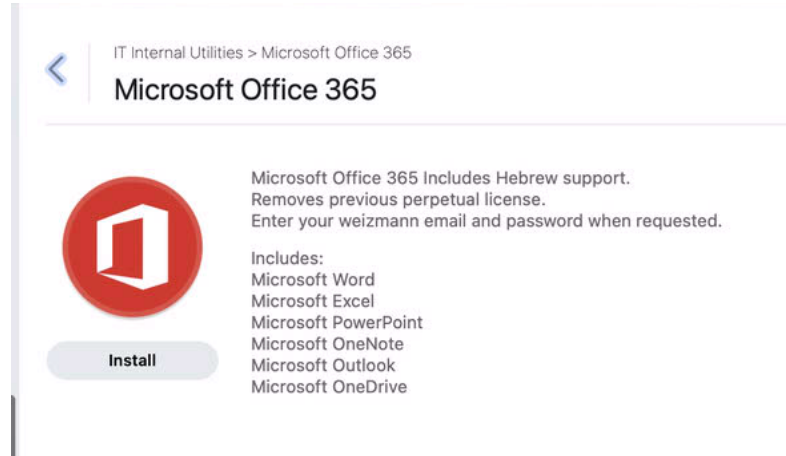 IT Internal Utilities > Microsoft Office 365
Microsoft Office 365
Microsoft Office 365 Includes Hebrew support.
Removes previous perpetual license.
Enter your weizmann email and password when requested.
Includes:
Microsoft Word
Microsoft Excel
Microsoft PowerPoint
Microsoft OneNote
Microsoft Outlook
Microsoft OneDrive
Install